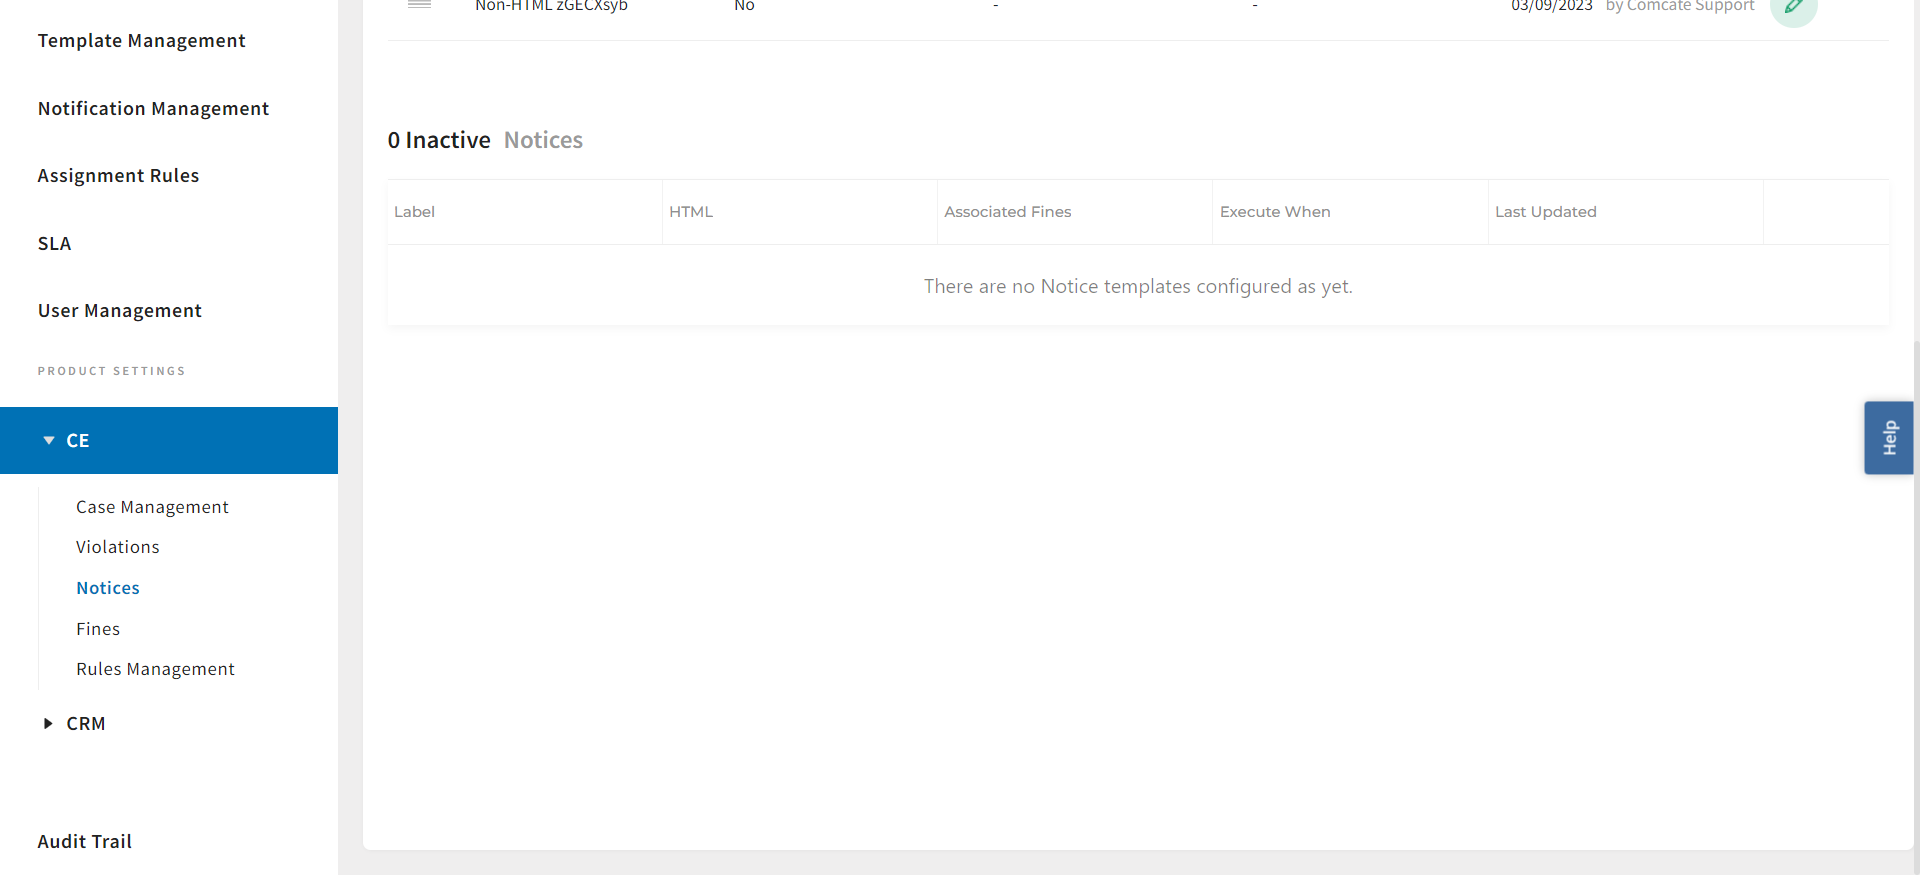 Template Management
Notification Management
Assignment Rules
SLA
User Management
PRODUCT SETTINGS
CE
Case Management
Violations
Notices
Fines
Rules Management
CRM
Audit Trail
Non-HTML zGECXsyb No - - 03/09/2023 by Comcate Support
0 Inactive Notices
Label HTML Associated Fines Execute When Last Updated
There are no Notice templates configured as yet.
Help